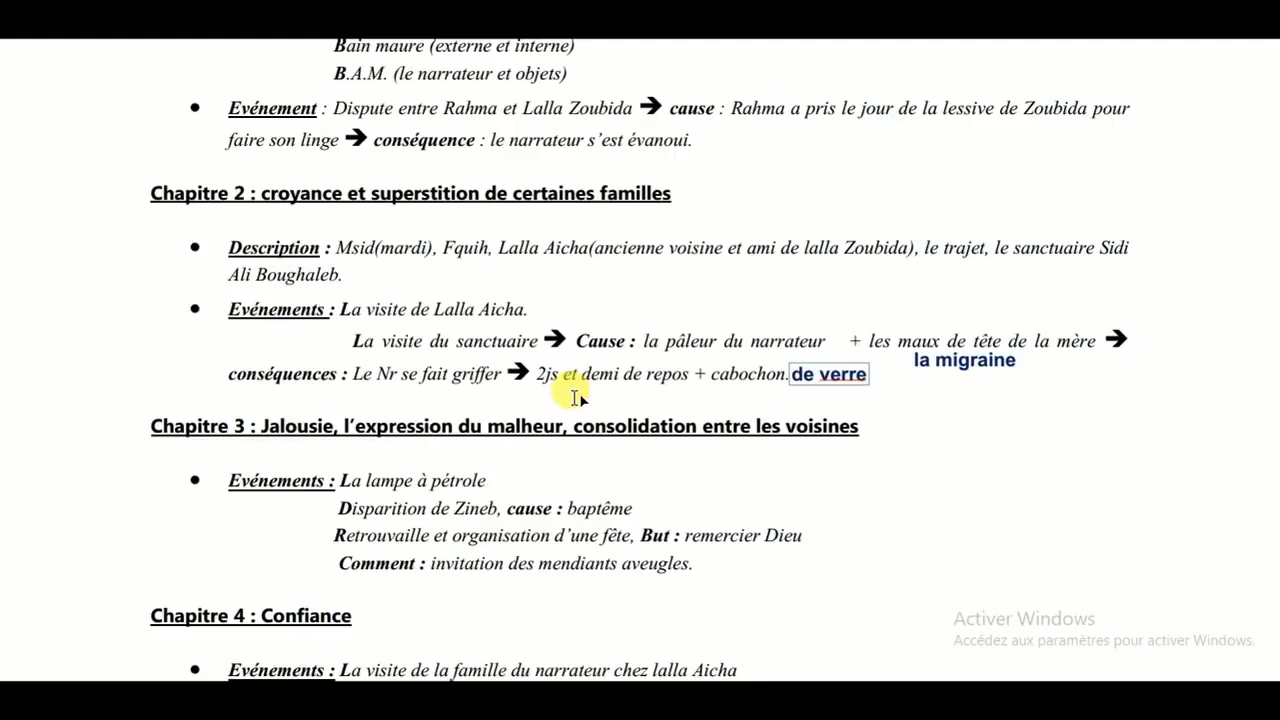 Bain maure (externe et interne)
B.A.M. (le narrateur et objets)
• Evénement : Dispute entre Rahma et Lalla Zoubida ➔ cause : Rahma a pris le jour de la lessive de Zoubida pour
faire son linge ➔ conséquence : le narrateur s’est évanoui.
Chapitre 2 : croyance et superstition de certaines familles
• Description : Msid(mardi), Fquih, Lalla Aicha(ancienne voisine et ami de lalla Zoubida), le trajet, le sanctuaire Sidi
Ali Boughaleb.
• Evénements : La visite de Lalla Aicha.
La visite du sanctuaire ➔ Cause : la pâleur du narrateur + les maux de tête de la mère ➔
la migraine
conséquences : Le Nr se fait griffer ➔ 2js et demi de repos + cabochon. de verre
Chapitre 3 : Jalousie, l’expression du malheur, consolidation entre les voisines
• Evénements : La lampe à pétrole
Disparition de Zineb, cause : baptême
Retrouvaille et organisation d’une fête, But : remercier Dieu
Comment : invitation des mendiants aveugles.
Chapitre 4 : Confiance
• Evénements : La visite de la famille du narrateur chez lalla Aicha
Activer Windows
Accédez aux paramètres pour activer Windows.